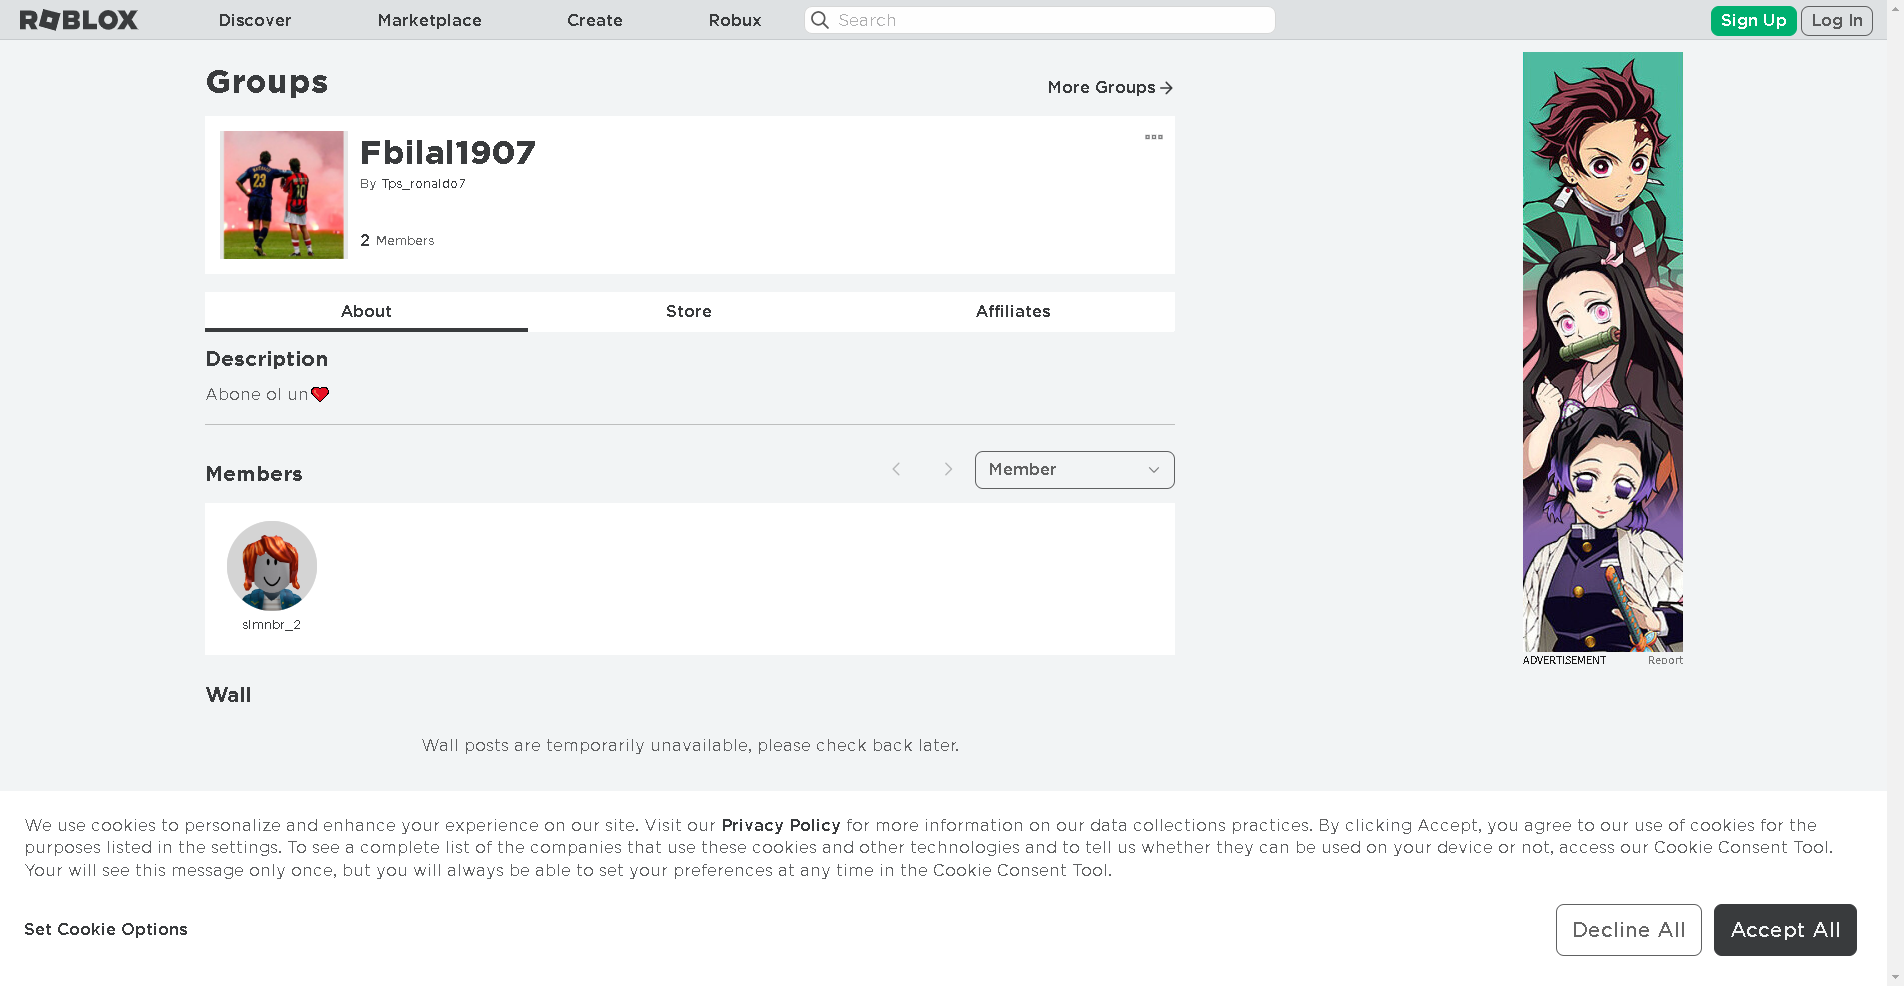 ROBLOX
Discover
Marketplace
Create
Robux
Search
Sign Up
Log In
Groups
More Groups
Fbilal1907
By Tps_ronaldo7
2 Members
23
10
About
Store
Affiliates
Description
Abone ol un❤
Members
Member
slmnbr_2
ADVERTISEMENT
Report
Wall
Wall posts are temporarily unavailable, please check back later.
We use cookies to personalize and enhance your experience on our site. Visit our Privacy Policy for more information on our data collections practices. By clicking Accept, you agree to our use of cookies for the
purposes listed in the settings. To see a complete list of the companies that use these cookies and other technologies and to tell us whether they can be used on your device or not, access our Cookie Consent Tool.
Your will see this message only once, but you will always be able to set your preferences at any time in the Cookie Consent Tool.
Set Cookie Options
Decline All
Accept All